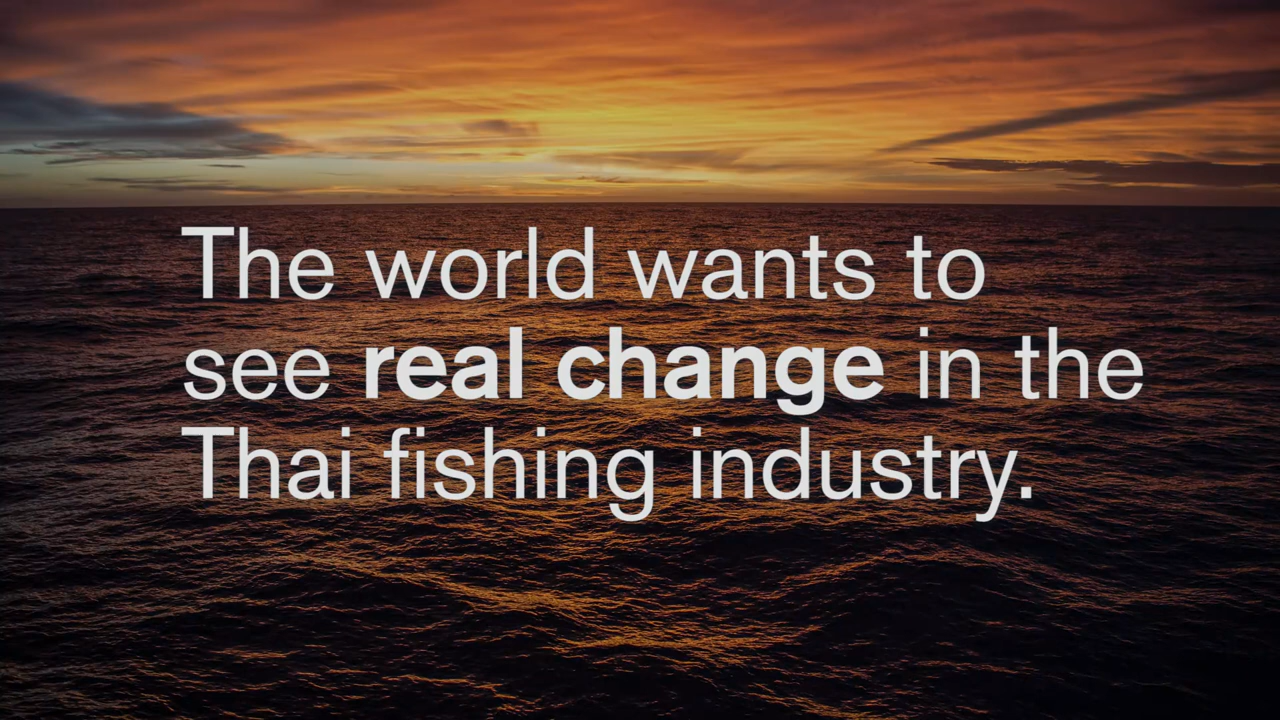 The world wants to
see real change in the
Thai fishing industry.